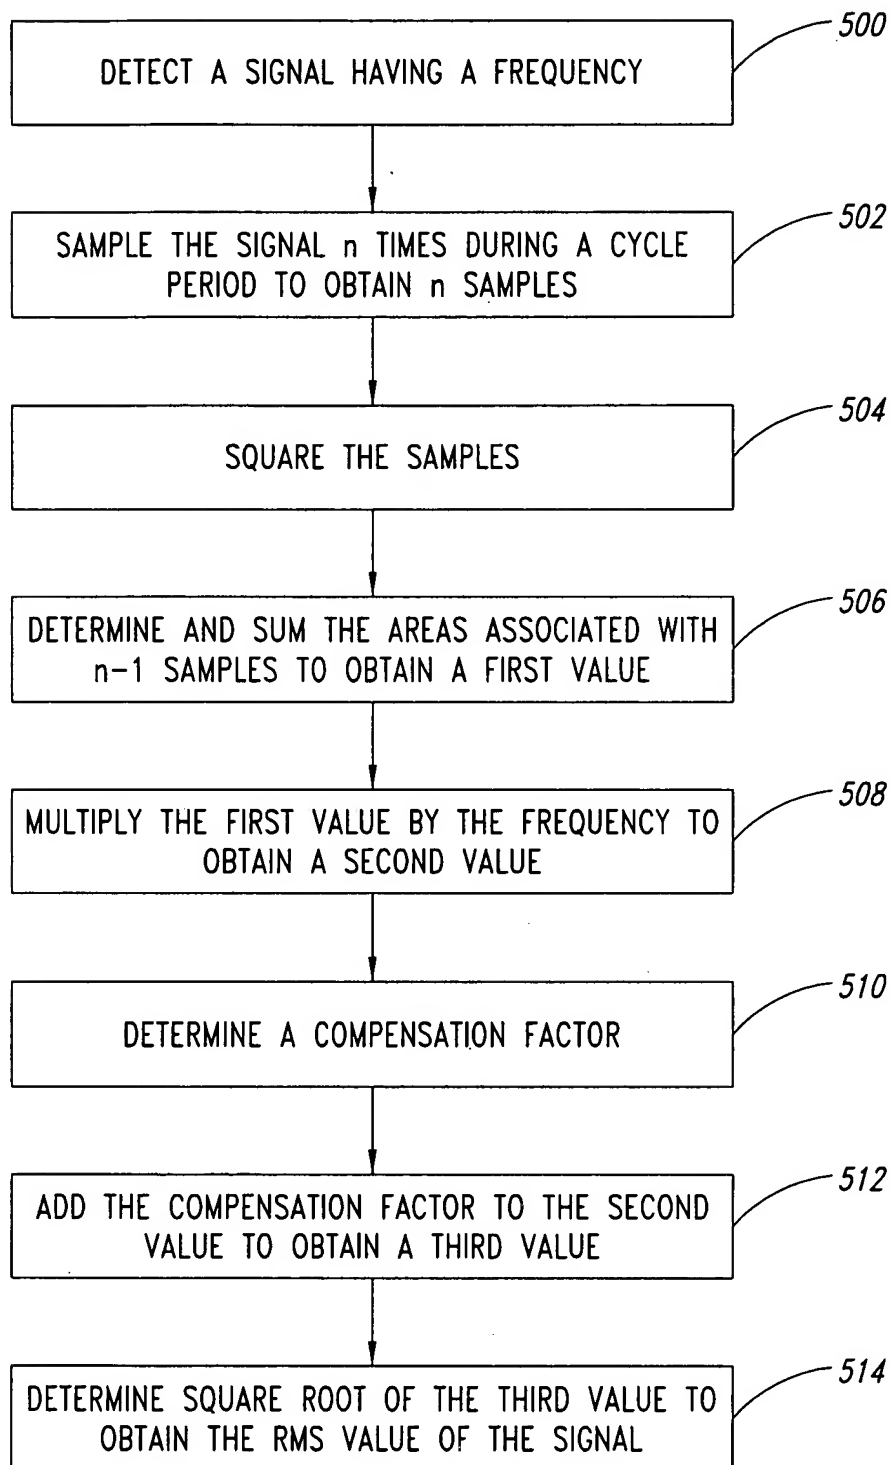 500
DETECT A SIGNAL HAVING A FREQUENCY
502
SAMPLE THE SIGNAL n TIMES DURING A CYCLE
PERIOD TO OBTAIN n SAMPLES
504
SQUARE THE SAMPLES
506
DETERMINE AND SUM THE AREAS ASSOCIATED WITH
n-1 SAMPLES TO OBTAIN A FIRST VALUE
508
MULTIPLY THE FIRST VALUE BY THE FREQUENCY TO
OBTAIN A SECOND VALUE
510
DETERMINE A COMPENSATION FACTOR
512
ADD THE COMPENSATION FACTOR TO THE SECOND
VALUE TO OBTAIN A THIRD VALUE
514
DETERMINE SQUARE ROOT OF THE THIRD VALUE TO
OBTAIN THE RMS VALUE OF THE SIGNAL